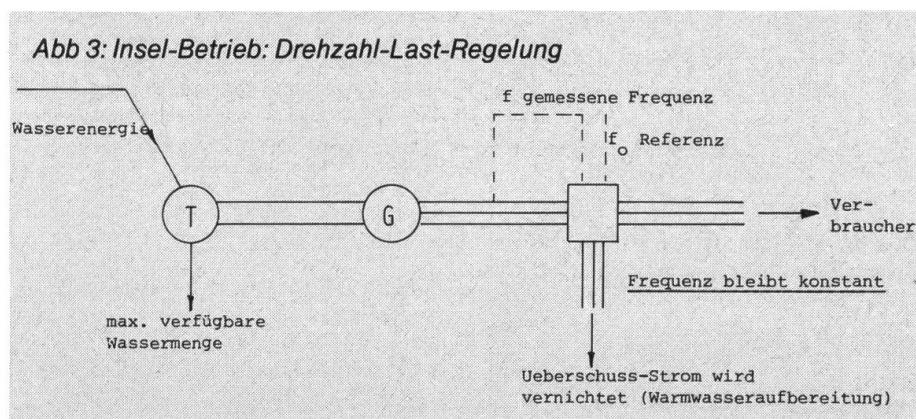 Abb 3: Insel-Betrieb: Drehzahl-Last-Regelung
f gemessene Frequenz
Wasserenergie
fo Referenz
T
G
Ver-
braucher
Frequenz bleibt konstant
max. verfügbare
Wassermenge
Ueberschuss-Strom wird
vernichtet (Warmwasseraufbereitung)